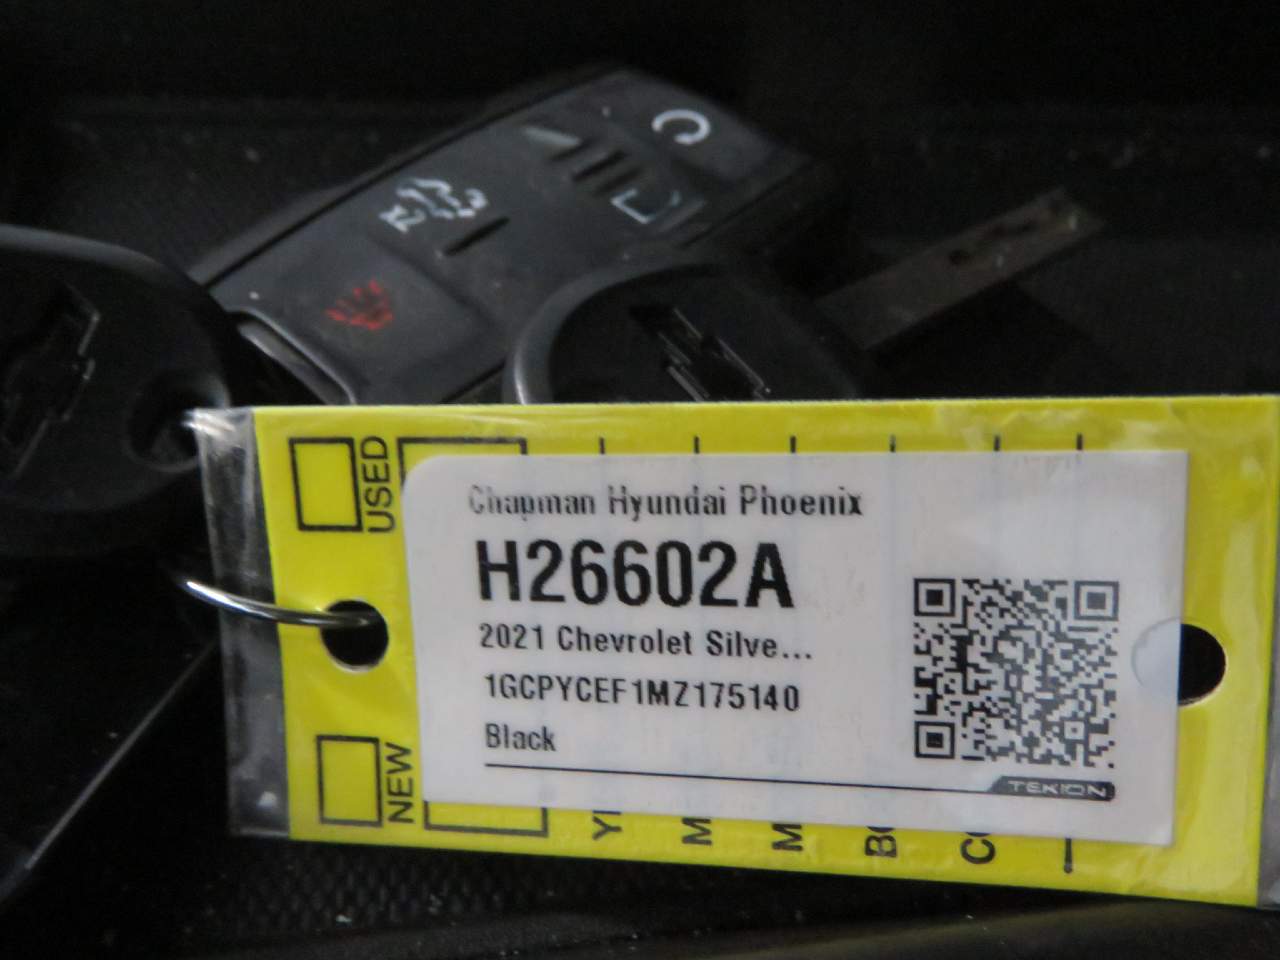 USED
Chapman Hyundai Phoenix
H26602A
2021 Chevrolet Silve...
1GCPYCEF1MZ175140
Black
TEKION
NEW